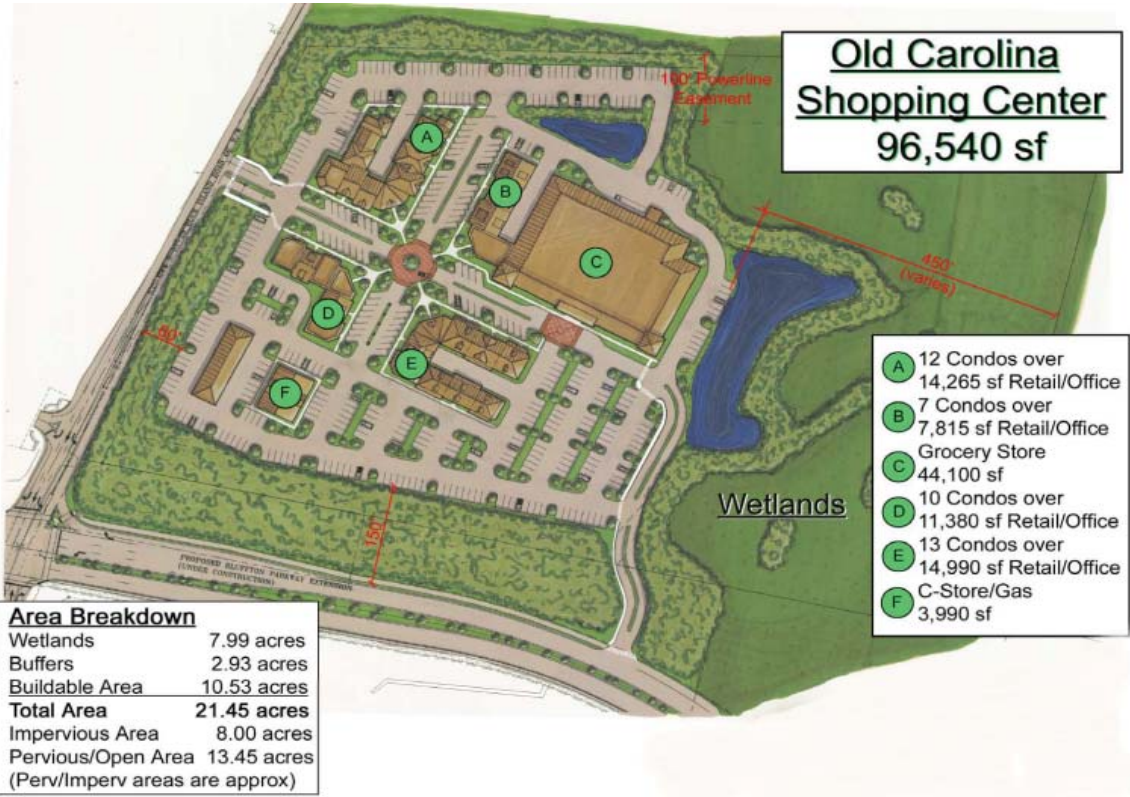 Old Carolina
Shopping Center
96,540 sf
100' Powerline
Easement
A
B
C
D
E
F
450'
(varies)
80'
150'
Wetlands
PROPOSED BLUFFTON PARKWAY EXTENSION
(UNDER CONSTRUCTION)
A 12 Condos over
14,265 sf Retail/Office
B 7 Condos over
7,815 sf Retail/Office
C Grocery Store
44,100 sf
D 10 Condos over
11,380 sf Retail/Office
E 13 Condos over
14,990 sf Retail/Office
F C-Store/Gas
3,990 sf
Area Breakdown
Wetlands 7.99 acres
Buffers 2.93 acres
Buildable Area 10.53 acres
Total Area 21.45 acres
Impervious Area 8.00 acres
Pervious/Open Area 13.45 acres
(Perv/Imperv areas are approx)